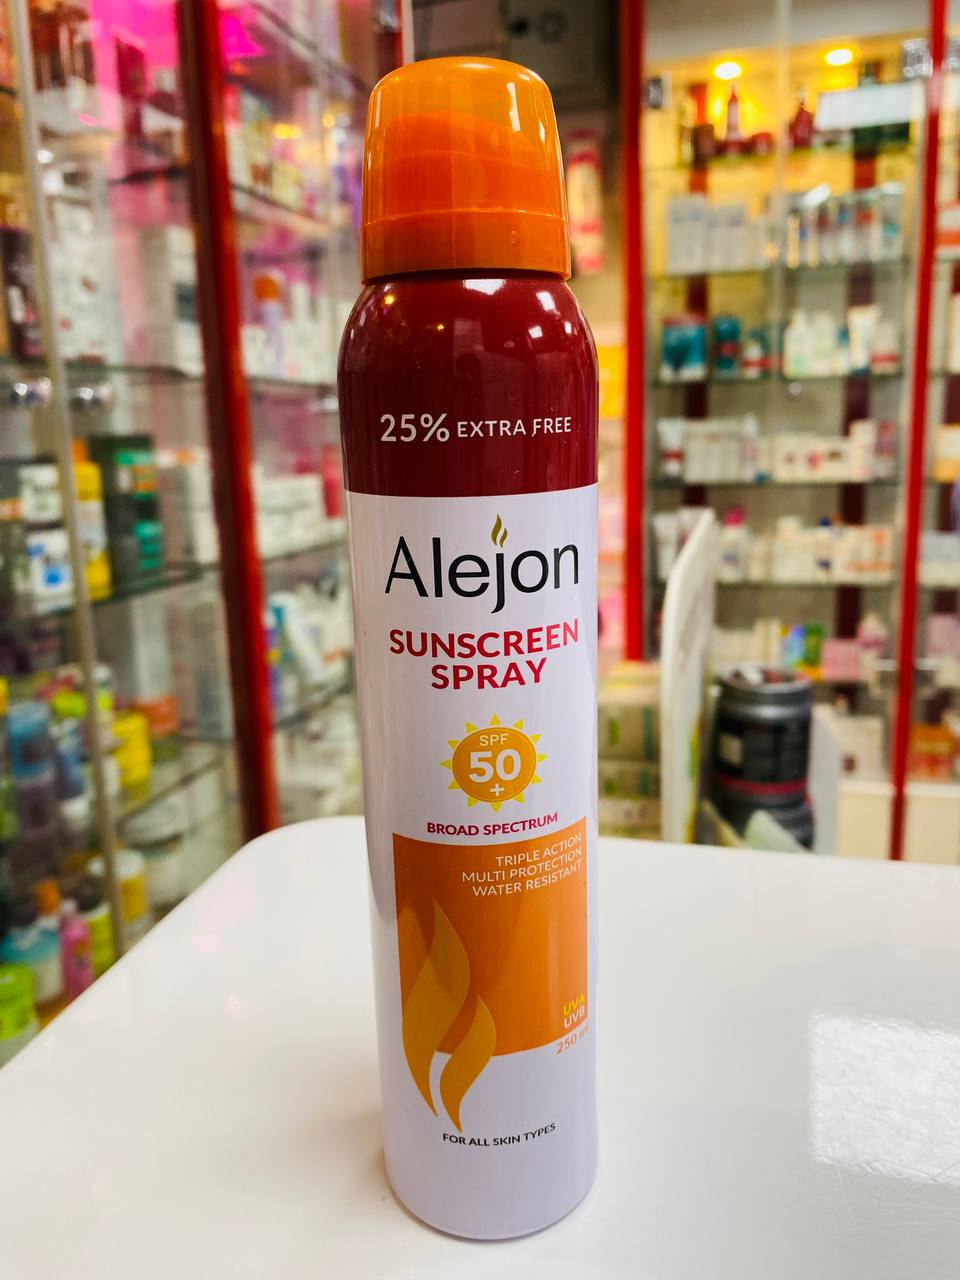 25% EXTRA FREE
Alejon
SUNSCREEN
SPRAY
SPF
50
+
BROAD SPECTRUM
TRIPLE ACTION
MULTI PROTECTION
WATER RESISTANT
UVA
UVB
250 ml
FOR ALL SKIN TYPES